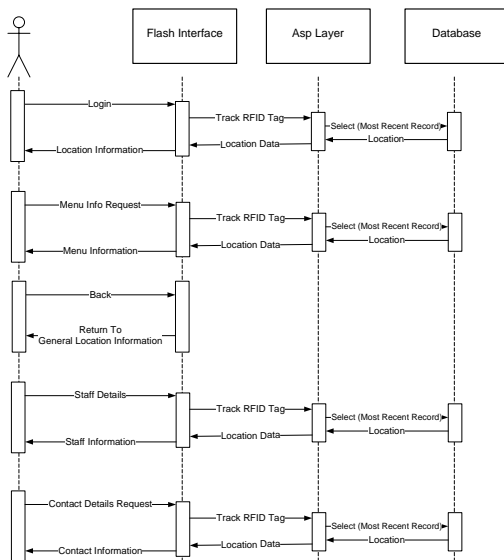 Flash Interface
Asp Layer
Database
Login
Track RFID Tag
Select (Most Recent Record)
Location
Location Data
Location Information
Menu Info Request
Track RFID Tag
Select (Most Recent Record)
Location
Location Data
Menu Information
Back
Return To
General Location Information
Staff Details
Track RFID Tag
Select (Most Recent Record)
Location
Location Data
Staff Information
Contact Details Request
Track RFID Tag
Select (Most Recent Record)
Location
Location Data
Contact Information